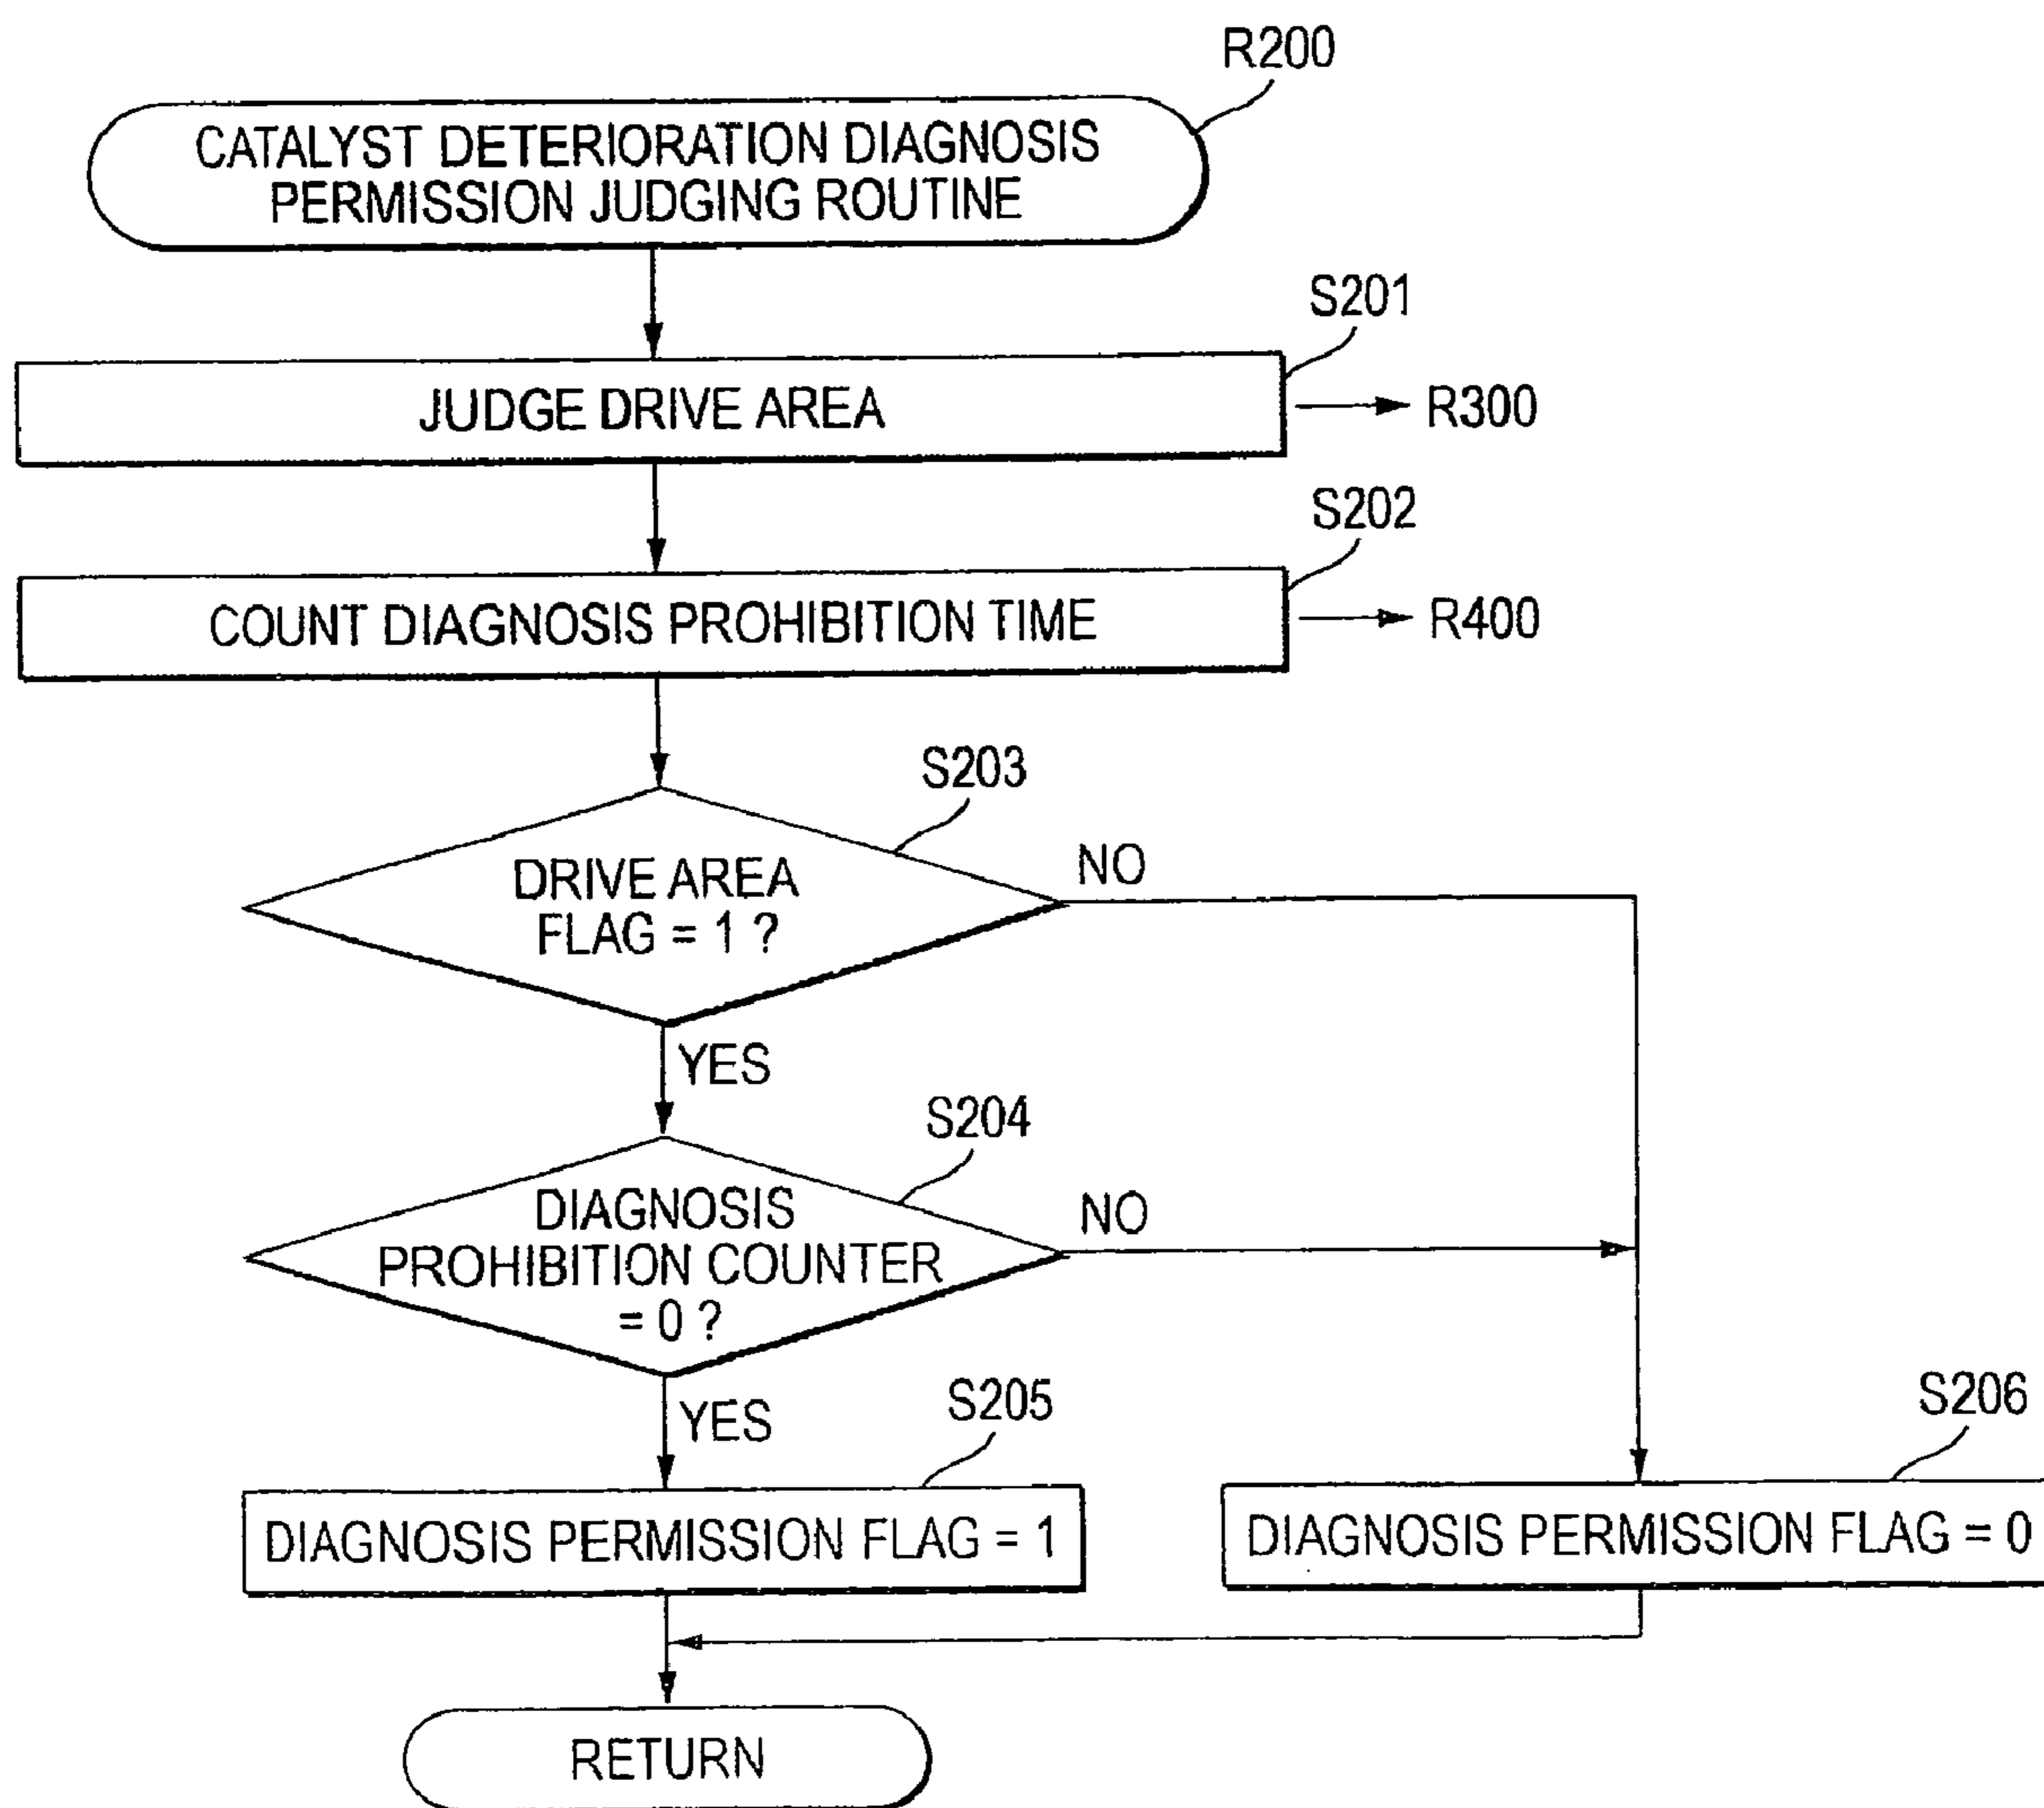 R200
CATALYST DETERIORATION DIAGNOSIS
PERMISSION JUDGING ROUTINE
S201
JUDGE DRIVE AREA
R300
S202
COUNT DIAGNOSIS PROHIBITION TIME
R400
S203
DRIVE AREA
FLAG = 1 ?
NO
YES
S204
DIAGNOSIS
PROHIBITION COUNTER
= 0 ?
NO
YES
S205
DIAGNOSIS PERMISSION FLAG = 1
S206
DIAGNOSIS PERMISSION FLAG = 0
RETURN